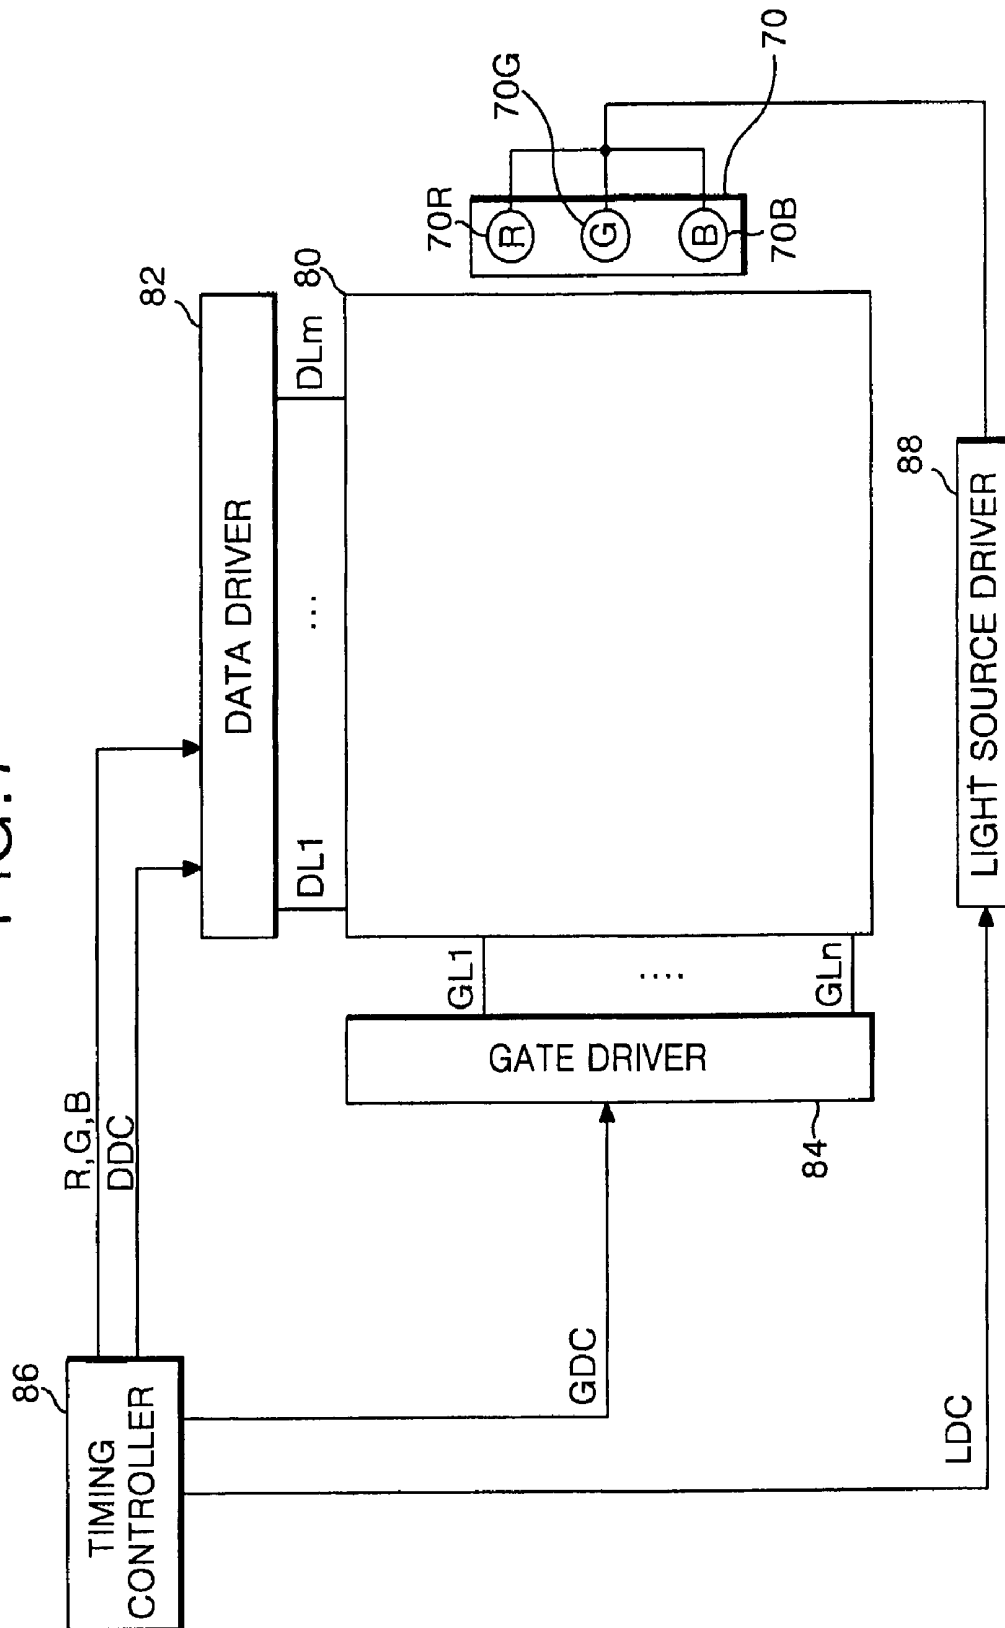 FIG.7
86
TIMING
CONTROLLER
R,G,B
DDC
GDC
LDC
82
DATA DRIVER
DL1
...
DLm
80
GATE DRIVER
84
GL1
....
GLn
70R
70G
70B
70
R
G
B
88
LIGHT SOURCE DRIVER